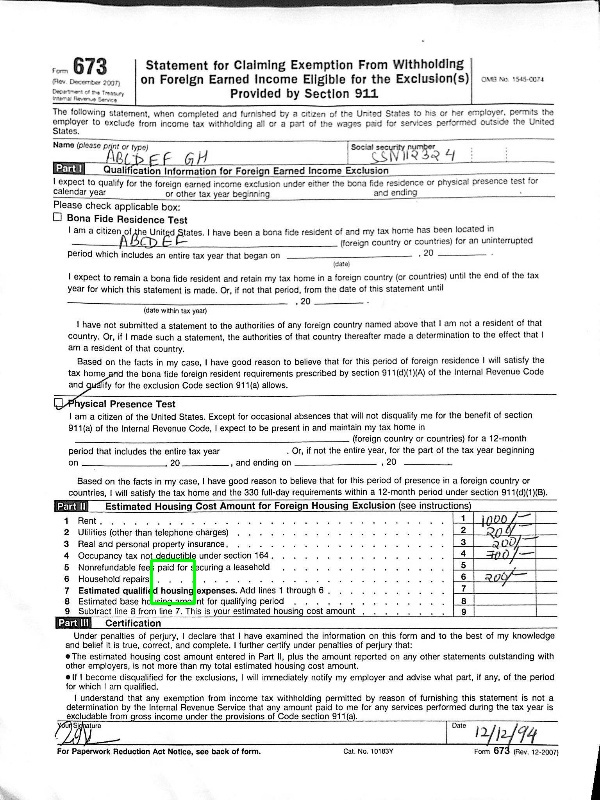 Form 673
(Rev. December 2007)
Department of the Treasury
Internal Revenue Service
Statement for Claiming Exemption From Withholding
on Foreign Earned Income Eligible for the Exclusion(s)
Provided by Section 911
OMB No. 1545-0074
The following statement, when completed and furnished by a citizen of the United States to his or her employer, permits the
employer to exclude from income tax withholding all or a part of the wages paid for services performed outside the United
States.
Name (please print or type)
ABCDEF GH
Social security number
SSN112324
Part I Qualification Information for Foreign Earned Income Exclusion
I expect to qualify for the foreign earned income exclusion under either the bona fide residence or physical presence test for
calendar year or other tax year beginning and ending .
Please check applicable box:
Bona Fide Residence Test
I am a citizen of the United States. I have been a bona fide resident of and my tax home has been located in
ABCDEF (foreign country or countries) for an uninterrupted
period which includes an entire tax year that began on , 20 .
(date)
I expect to remain a bona fide resident and retain my tax home in a foreign country (or countries) until the end of the tax
year for which this statement is made. Or, if not that period, from the date of this statement until
, 20 .
(date within tax year)
I have not submitted a statement to the authorities of any foreign country named above that I am not a resident of that
country. Or, if I made such a statement, the authorities of that country thereafter made a determination to the effect that I
am a resident of that country.
Based on the facts in my case, I have good reason to believe that for this period of foreign residence I will satisfy the
tax home and the bona fide foreign resident requirements prescribed by section 911(d)(1)(A) of the Internal Revenue Code
and qualify for the exclusion Code section 911(a) allows.
Physical Presence Test
I am a citizen of the United States. Except for occasional absences that will not disqualify me for the benefit of section
911(a) of the Internal Revenue Code, I expect to be present in and maintain my tax home in
(foreign country or countries) for a 12-month
period that includes the entire tax year . Or, if not the entire year, for the part of the tax year beginning
on , 20 , and ending on , 20 .
Based on the facts in my case, I have good reason to believe that for this period of presence in a foreign country or
countries, I will satisfy the tax home and the 330 full-day requirements within a 12-month period under section 911(d)(1)(B).
Part II Estimated Housing Cost Amount for Foreign Housing Exclusion (see instructions)
1 Rent 1 1000/-
2 Utilities (other than telephone charges) 2 200/-
3 Real and personal property insurance 3 200/-
4 Occupancy tax not deductible under section 164 4 700/-
5 Nonrefundable fees paid for securing a leasehold 5
6 Household repairs 6 200/-
7 Estimated qualified housing expenses. Add lines 1 through 6 7
8 Estimated base housing amount for qualifying period 8
9 Subtract line 8 from line 7. This is your estimated housing cost amount 9
Part III Certification
Under penalties of perjury, I declare that I have examined the information on this form and to the best of my knowledge
and belief it is true, correct, and complete. I further certify under penalties of perjury that:
● The estimated housing cost amount entered in Part II, plus the amount reported on any other statements outstanding with
other employers, is not more than my total estimated housing cost amount.
● If I become disqualified for the exclusions, I will immediately notify my employer and advise what part, if any, of the period
for which I am qualified.
I understand that any exemption from income tax withholding permitted by reason of furnishing this statement is not a
determination by the Internal Revenue Service that any amount paid to me for any services performed during the tax year is
excludable from gross income under the provisions of Code section 911(a).
Your Signature
Date
12/12/94
For Paperwork Reduction Act Notice, see back of form. Cat. No. 10183Y Form 673 (Rev. 12-2007)